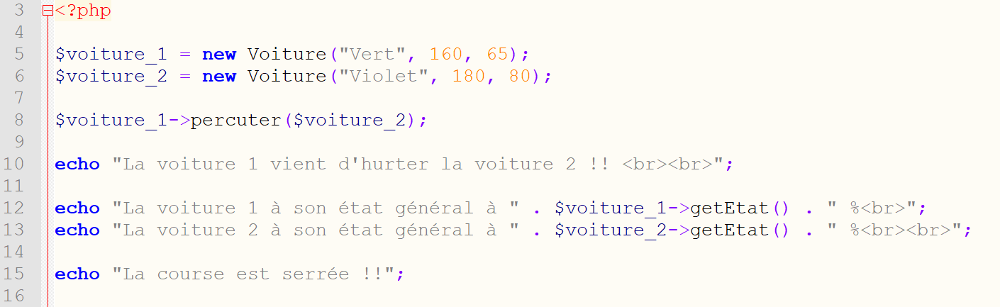 3 <?php
4
5 $voiture_1 = new Voiture("Vert", 160, 65);
6 $voiture_2 = new Voiture("Violet", 180, 80);
7
8 $voiture_1->percuter($voiture_2);
9
10 echo "La voiture 1 vient d'hurter la voiture 2 !! <br><br>";
11
12 echo "La voiture 1 à son état général à " . $voiture_1->getEtat() . " %<br>";
13 echo "La voiture 2 à son état général à " . $voiture_2->getEtat() . " %<br><br>";
14
15 echo "La course est serrée !!";
16